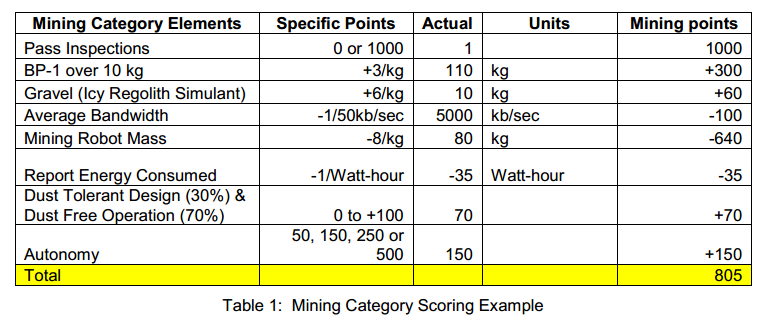 Mining Category Elements Specific Points Actual Units Mining points
Pass Inspections 0 or 1000 1 1000
BP-1 over 10 kg +3/kg 110 kg +300
Gravel (Icy Regolith Simulant) +6/kg 10 kg +60
Average Bandwidth -1/50kb/sec 5000 kb/sec -100
Mining Robot Mass -8/kg 80 kg -640
Report Energy Consumed -1/Watt-hour -35 Watt-hour -35
Dust Tolerant Design (30%) &
Dust Free Operation (70%) 0 to +100 70 +70
50, 150, 250 or
Autonomy 500 150 +150
Total 805
Table 1: Mining Category Scoring Example